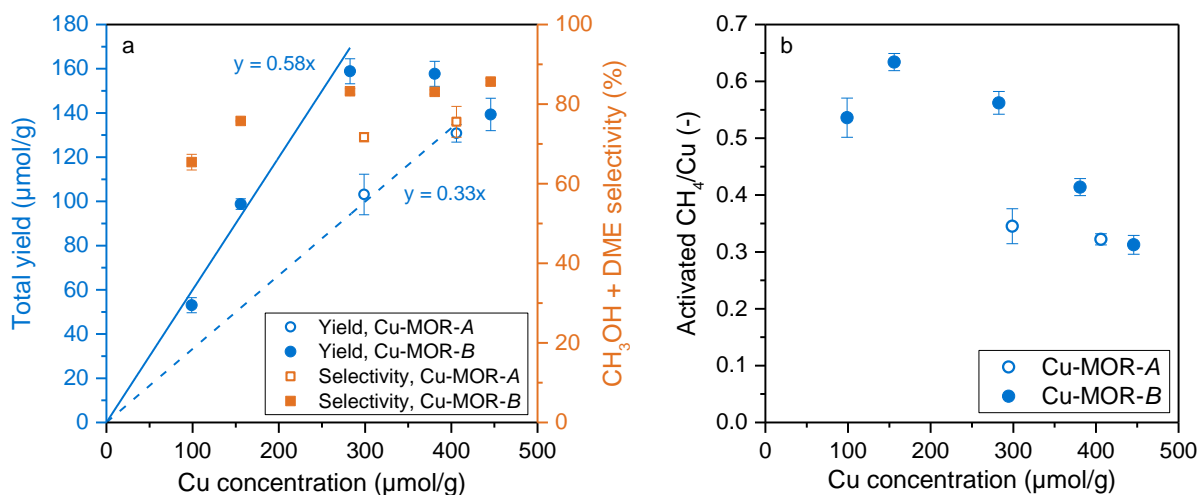 a
y = 0.58x
y = 0.33x
Total yield (µmol/g)
0
20
40
60
80
100
120
140
160
180
CH₃OH + DME selectivity (%)
0
20
40
60
80
100
0 100 200 300 400 500
Cu concentration (µmol/g)
Yield, Cu-MOR-A
Yield, Cu-MOR-B
Selectivity, Cu-MOR-A
Selectivity, Cu-MOR-B
b
Activated CH₄/Cu (-)
0.0
0.1
0.2
0.3
0.4
0.5
0.6
0.7
0 100 200 300 400 500
Cu concentration (µmol/g)
Cu-MOR-A
Cu-MOR-B